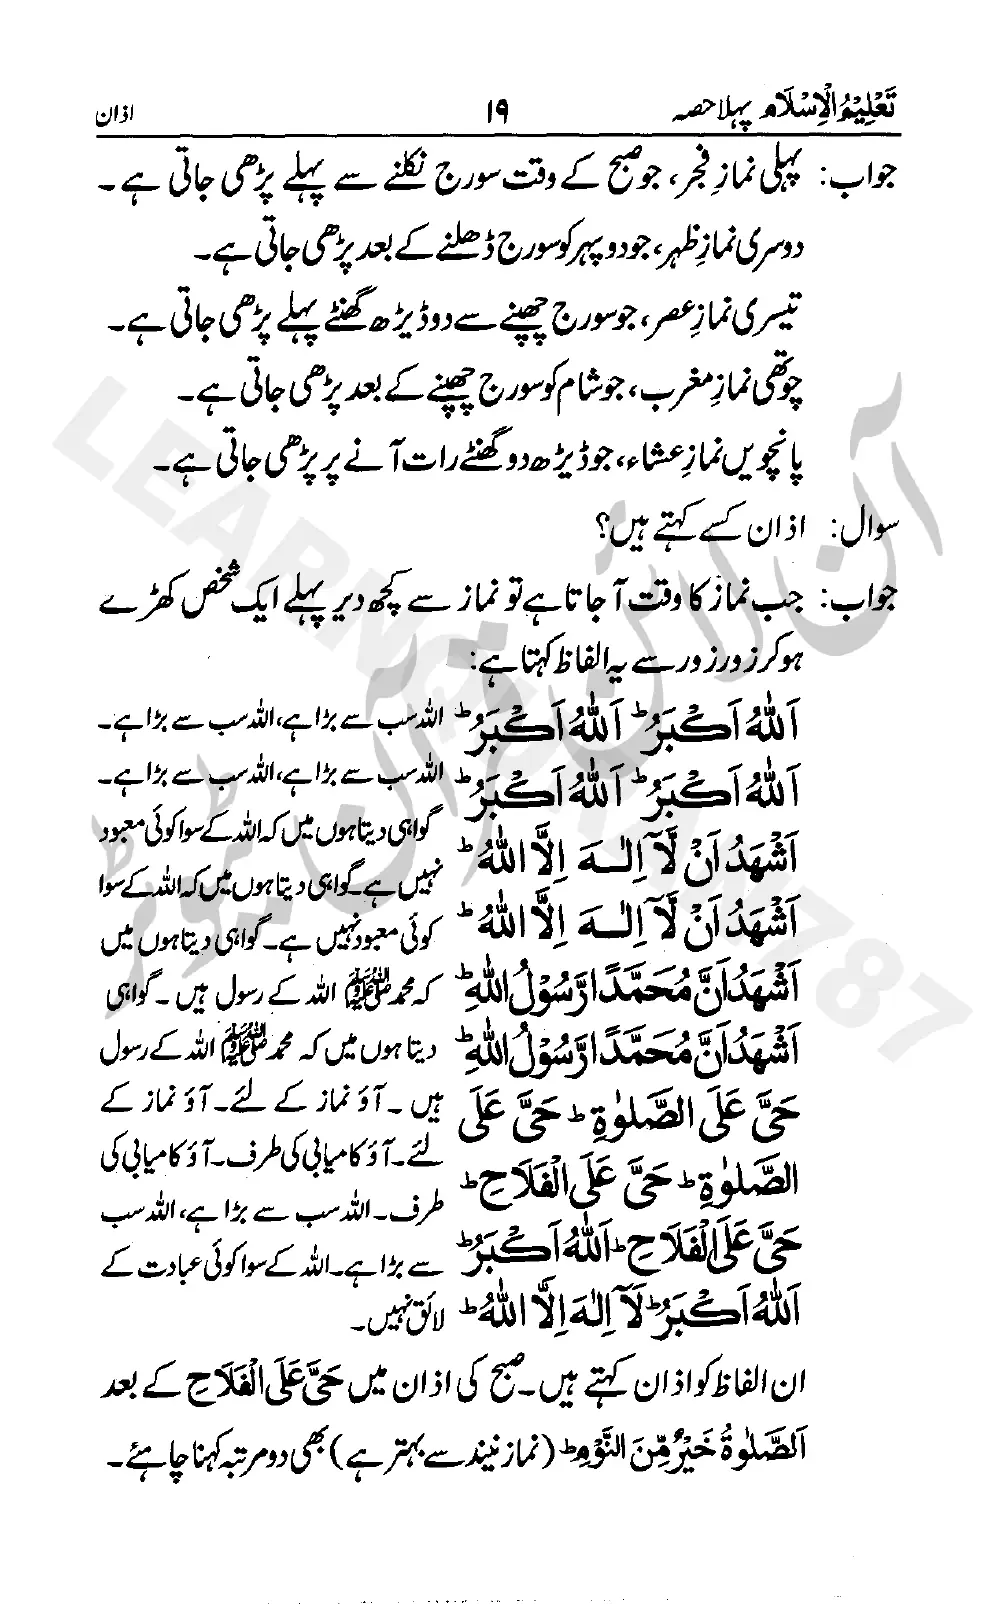 تَعْلِيْمُ الْاِسْلَام پہلا حصہ ۱۹ اذان
جواب: پہلی نمازِ فجر، جو صبح کے وقت سورج نکلنے سے پہلے پڑھی جاتی ہے۔
دوسری نمازِ ظہر، جو دوپہر کو سورج ڈھلنے کے بعد پڑھی جاتی ہے۔
تیسری نمازِ عصر، جو سورج چھپنے سے دو ڈیڑھ گھنٹے پہلے پڑھی جاتی ہے۔
چوتھی نمازِ مغرب، جو شام کو سورج چھپنے کے بعد پڑھی جاتی ہے۔
پانچویں نمازِ عشاء، جو ڈیڑھ دو گھنٹے رات آنے پر پڑھی جاتی ہے۔
سوال: اذان کسے کہتے ہیں؟
جواب: جب نماز کا وقت آجاتا ہے تو نماز سے کچھ دیر پہلے ایک شخص کھڑے
ہوکر زور زور سے یہ الفاظ کہتا ہے:
اَللّٰهُ اَكْبَرُ ؕ اَللّٰهُ اَكْبَرُ ؕ اللہ سب سے بڑا ہے، اللہ سب سے بڑا ہے۔
اَللّٰهُ اَكْبَرُ ؕ اَللّٰهُ اَكْبَرُ ؕ اللہ سب سے بڑا ہے، اللہ سب سے بڑا ہے۔
اَشْهَدُ اَنْ لَّآ اِلٰـهَ اِلَّا اللّٰهُ ؕ گواہی دیتا ہوں میں کہ اللہ کے سوا کوئی معبود
اَشْهَدُ اَنْ لَّآ اِلٰـهَ اِلَّا اللّٰهُ ؕ نہیں ہے۔ گواہی دیتا ہوں میں کہ اللہ کے سوا
کوئی معبود نہیں ہے۔ گواہی دیتا ہوں میں
اَشْهَدُ اَنَّ مُحَمَّدًا رَّسُوْلُ اللّٰهِ ؕ کہ محمد ﷺ اللہ کے رسول ہیں۔ گواہی
اَشْهَدُ اَنَّ مُحَمَّدًا رَّسُوْلُ اللّٰهِ ؕ دیتا ہوں میں کہ محمد ﷺ اللہ کے رسول
حَيَّ عَلَى الصَّلٰوةِ ؕ حَيَّ عَلَى ہیں۔ آؤ نماز کے لئے۔ آؤ نماز کے
الصَّلٰوةِ ؕ حَيَّ عَلَى الْفَلَاحِ ؕ لئے۔ آؤ کامیابی کی طرف۔ آؤ کامیابی کی
طرف۔ اللہ سب سے بڑا ہے، اللہ سب
حَيَّ عَلَى الْفَلَاحِ ؕ اَللّٰهُ اَكْبَرُ ؕ سے بڑا ہے۔ اللہ کے سوا کوئی عبادت کے
اَللّٰهُ اَكْبَرُ ؕ لَآ اِلٰهَ اِلَّا اللّٰهُ ؕ لائق نہیں۔
ان الفاظ کو اذان کہتے ہیں۔ صبح کی اذان میں حَيَّ عَلَى الْفَلَاحِ کے بعد
اَلصَّلٰوةُ خَيْرٌ مِّنَ النَّوْمِ ؕ (نماز نیند سے بہتر ہے) بھی دو مرتبہ کہنا چاہئے۔